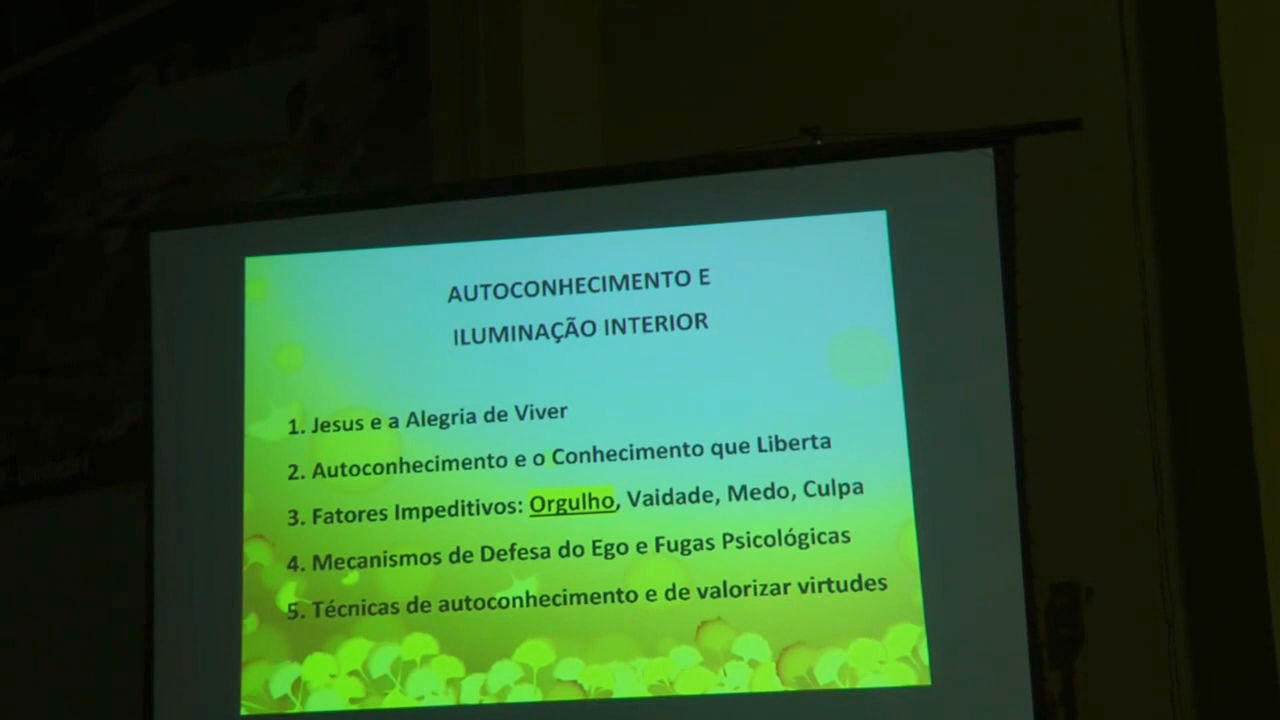 AUTOCONHECIMENTO E
ILUMINAÇÃO INTERIOR
1. Jesus e a Alegria de Viver
2. Autoconhecimento e o Conhecimento que Liberta
3. Fatores Impeditivos: Orgulho, Vaidade, Medo, Culpa
4. Mecanismos de Defesa do Ego e Fugas Psicológicas
5. Técnicas de autoconhecimento e de valorizar virtudes